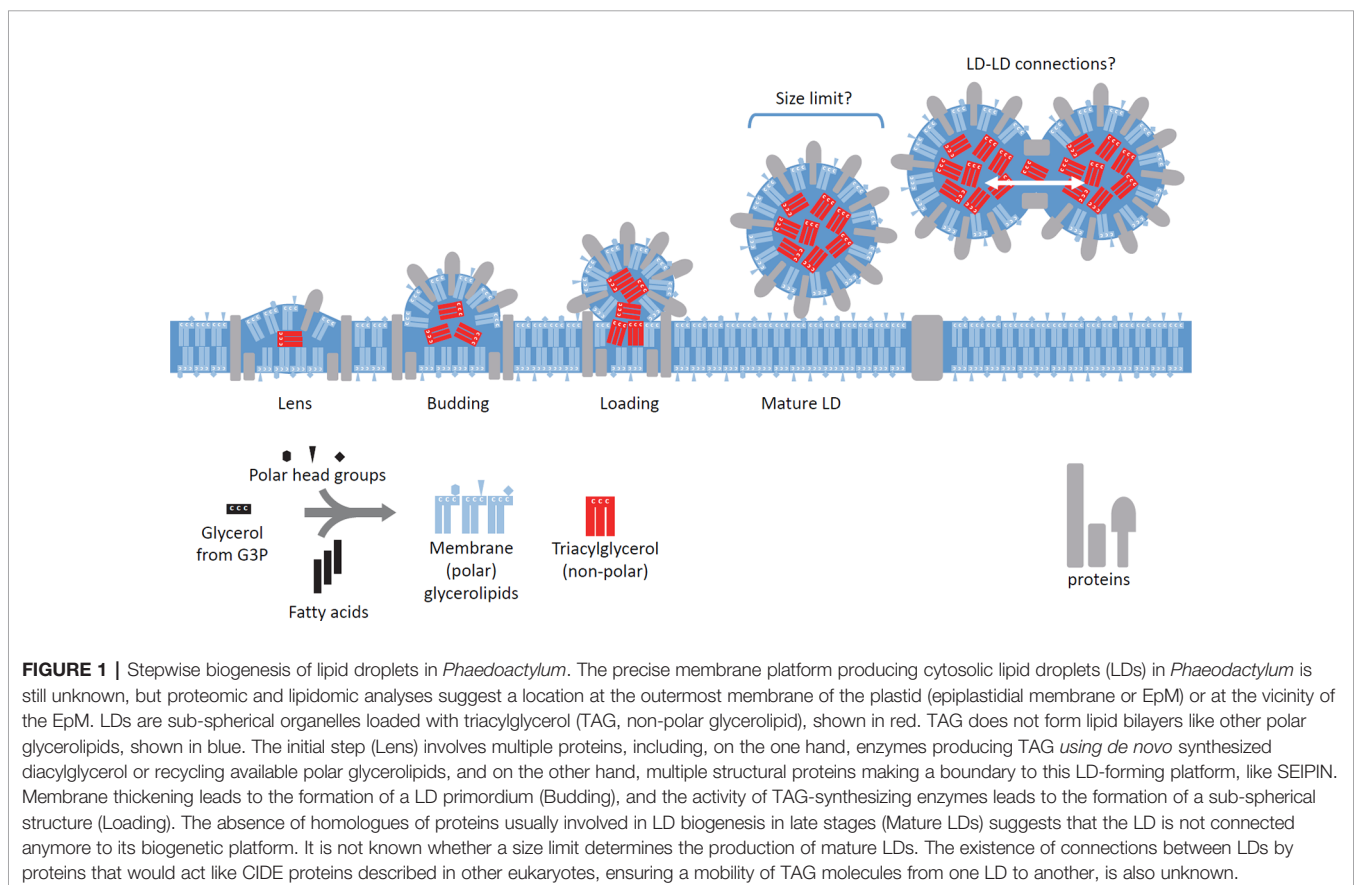 LD-LD connections?
Size limit?
Lens
Budding
Loading
Mature LD
Polar head groups
C C C
Glycerol
from G3P
Fatty acids
C C C C C C C C C
Membrane
(polar)
glycerolipids
C C C
Triacylglycerol
(non-polar)
proteins
FIGURE 1 | Stepwise biogenesis of lipid droplets in Phaedoactylum. The precise membrane platform producing cytosolic lipid droplets (LDs) in Phaeodactylum is
still unknown, but proteomic and lipidomic analyses suggest a location at the outermost membrane of the plastid (epiplastidial membrane or EpM) or at the vicinity of
the EpM. LDs are sub-spherical organelles loaded with triacylglycerol (TAG, non-polar glycerolipid), shown in red. TAG does not form lipid bilayers like other polar
glycerolipids, shown in blue. The initial step (Lens) involves multiple proteins, including, on the one hand, enzymes producing TAG using de novo synthesized
diacylglycerol or recycling available polar glycerolipids, and on the other hand, multiple structural proteins making a boundary to this LD-forming platform, like SEIPIN.
Membrane thickening leads to the formation of a LD primordium (Budding), and the activity of TAG-synthesizing enzymes leads to the formation of a sub-spherical
structure (Loading). The absence of homologues of proteins usually involved in LD biogenesis in late stages (Mature LDs) suggests that the LD is not connected
anymore to its biogenetic platform. It is not known whether a size limit determines the production of mature LDs. The existence of connections between LDs by
proteins that would act like CIDE proteins described in other eukaryotes, ensuring a mobility of TAG molecules from one LD to another, is also unknown.